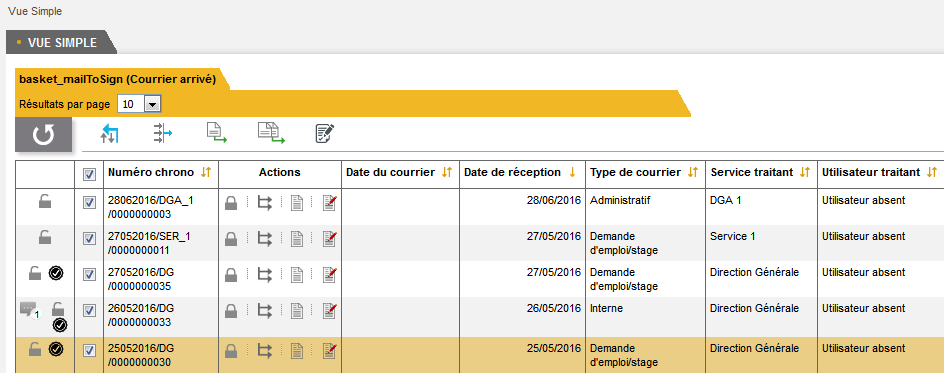 Vue Simple
• VUE SIMPLE
basket_mailToSign (Courrier arrivé)
Résultats par page 10
Numéro chrono Actions Date du courrier Date de réception Type de courrier Service traitant Utilisateur traitant
28062016/DGA_1 28/06/2016 Administratif DGA 1 Utilisateur absent
/0000000003
27052016/SER_1 27/05/2016 Demande Service 1 Utilisateur absent
/0000000011 d'emploi/stage
27052016/DG 27/05/2016 Demande Direction Générale Utilisateur absent
/0000000035 d'emploi/stage
26052016/DG 26/05/2016 Interne Direction Générale Utilisateur absent
1 /0000000033
25052016/DG 25/05/2016 Demande Direction Générale Utilisateur absent
/0000000030 d'emploi/stage